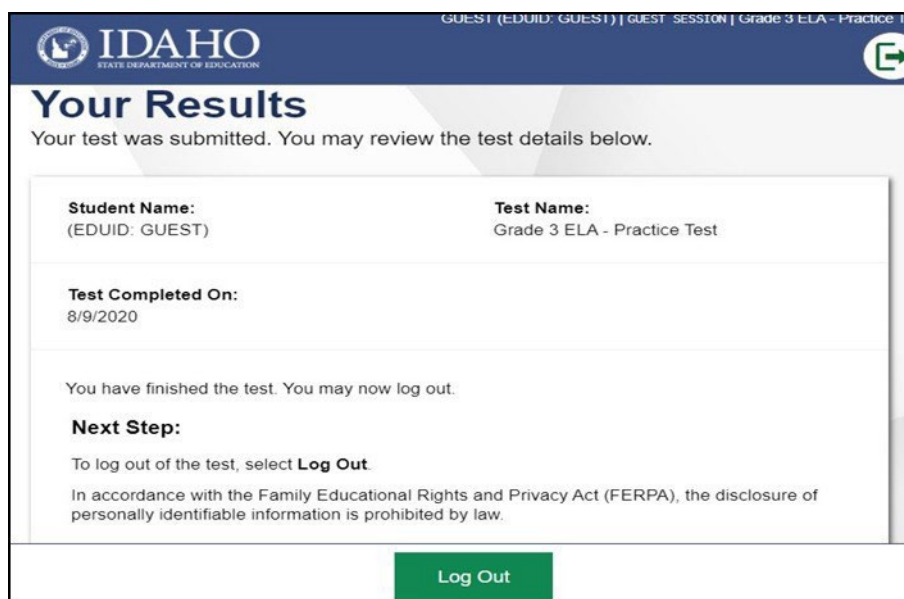 GUEST (EDUID: GUEST) | GUEST SESSION | Grade 3 ELA - Practice
IDAHO
STATE DEPARTMENT OF EDUCATION
Your Results
Your test was submitted. You may review the test details below.
Student Name:
(EDUID: GUEST)
Test Name:
Grade 3 ELA - Practice Test
Test Completed On:
8/9/2020
You have finished the test. You may now log out.
Next Step:
To log out of the test, select Log Out.
In accordance with the Family Educational Rights and Privacy Act (FERPA), the disclosure of
personally identifiable information is prohibited by law.
Log Out